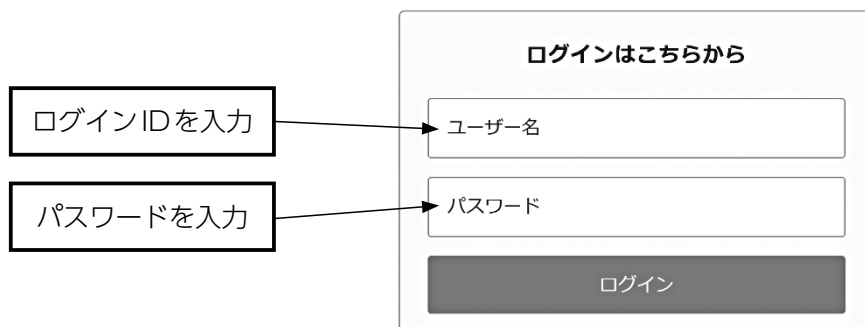 ログインはこちらから
ログインIDを入力
ユーザー名
パスワードを入力
パスワード
ログイン